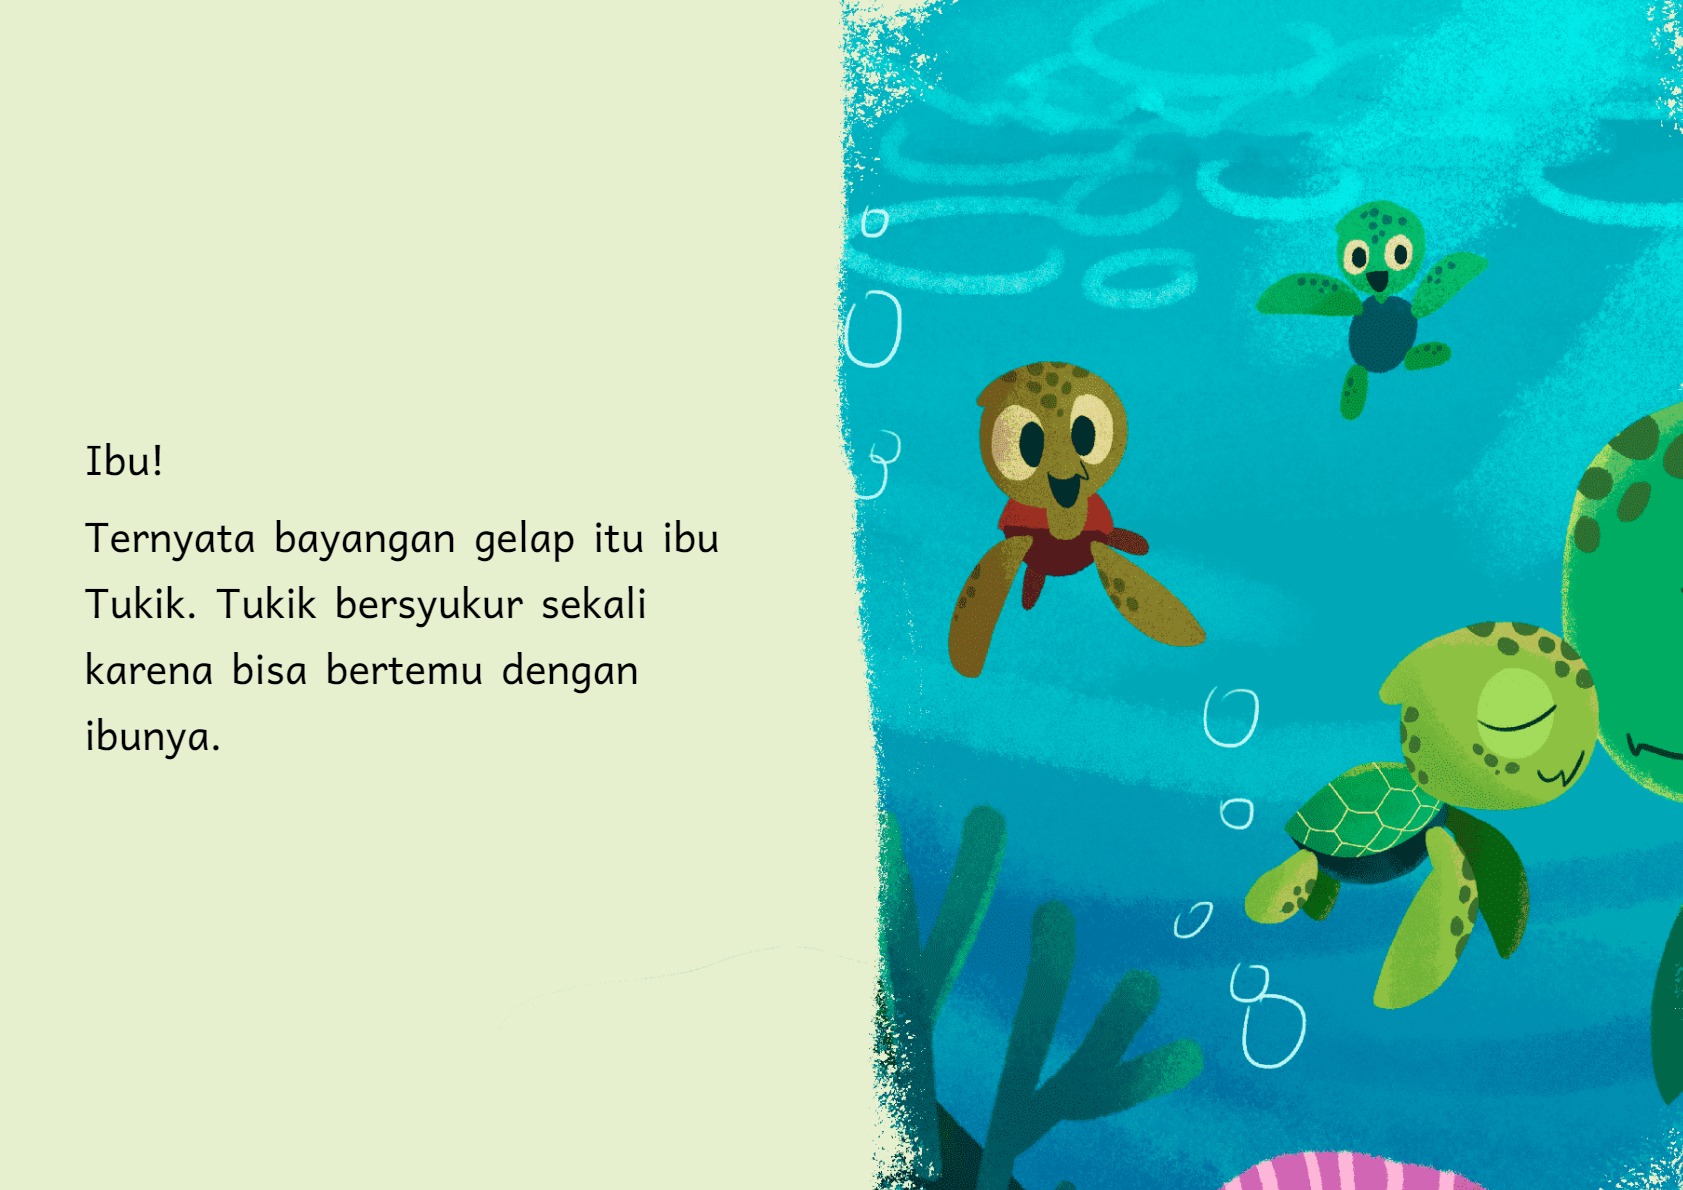 Ibu!
Ternyata bayangan gelap itu ibu
Tukik. Tukik bersyukur sekali
karena bisa bertemu dengan
ibunya.